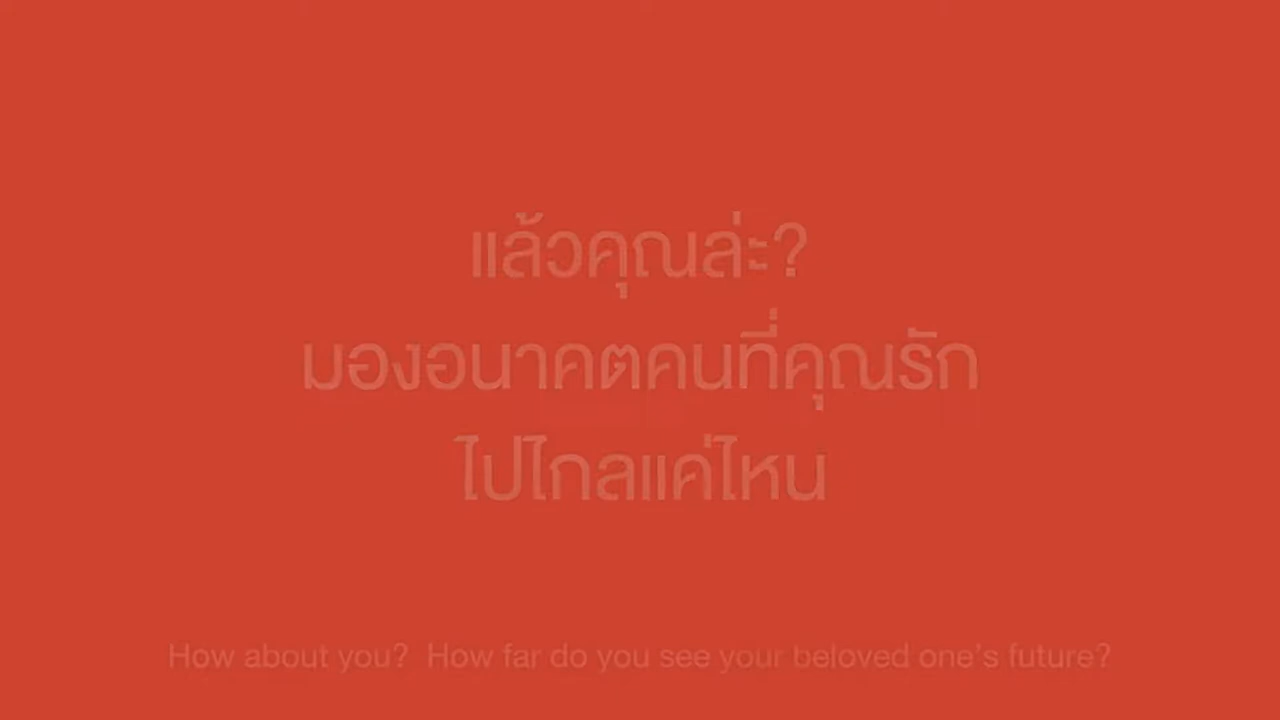 แล้วคุณล่ะ?
มองอนาคตคนที่คุณรัก
ไปไกลแค่ไหน
How about you? How far do you see your beloved one's future?